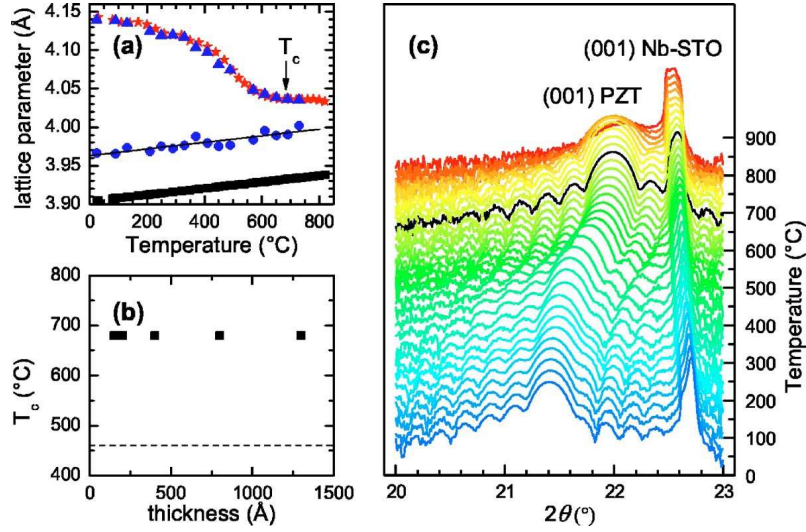 (a)
T_c
lattice parameter (Å)
4.15
4.10
4.05
4.00
3.95
3.90
0 200 400 600 800
Temperature (°C)
(b)
T_c (°C)
800
700
600
500
400
0 500 1000 1500
thickness (Å)
(c)
(001) Nb-STO
(001) PZT
900
800
700
600
500
400
300
200
100
0
Temperature (°C)
20 21 22 23
2θ (°)